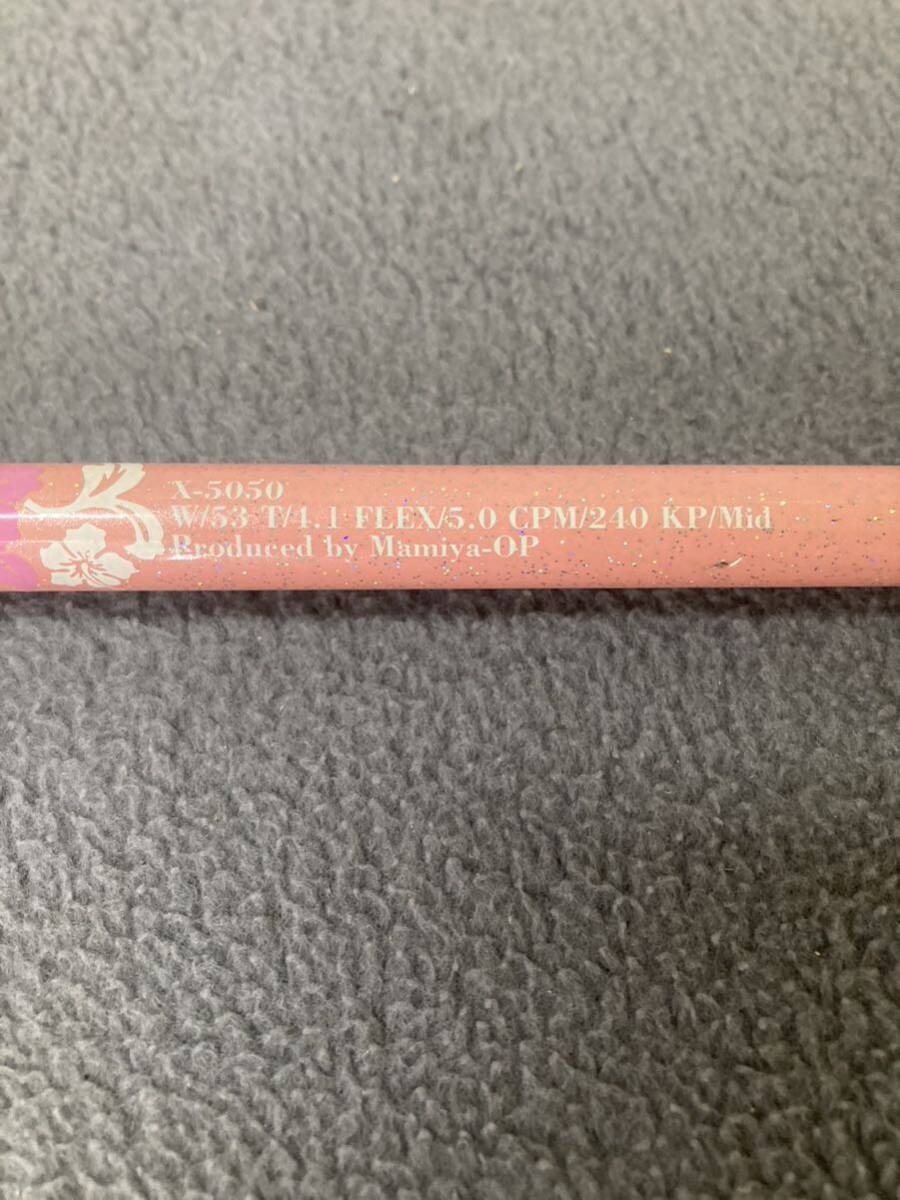 X-5050
W/53 T/4.1 FLEX/5.0 CPM/240 KP/Mid
Produced by Mamiya-OP